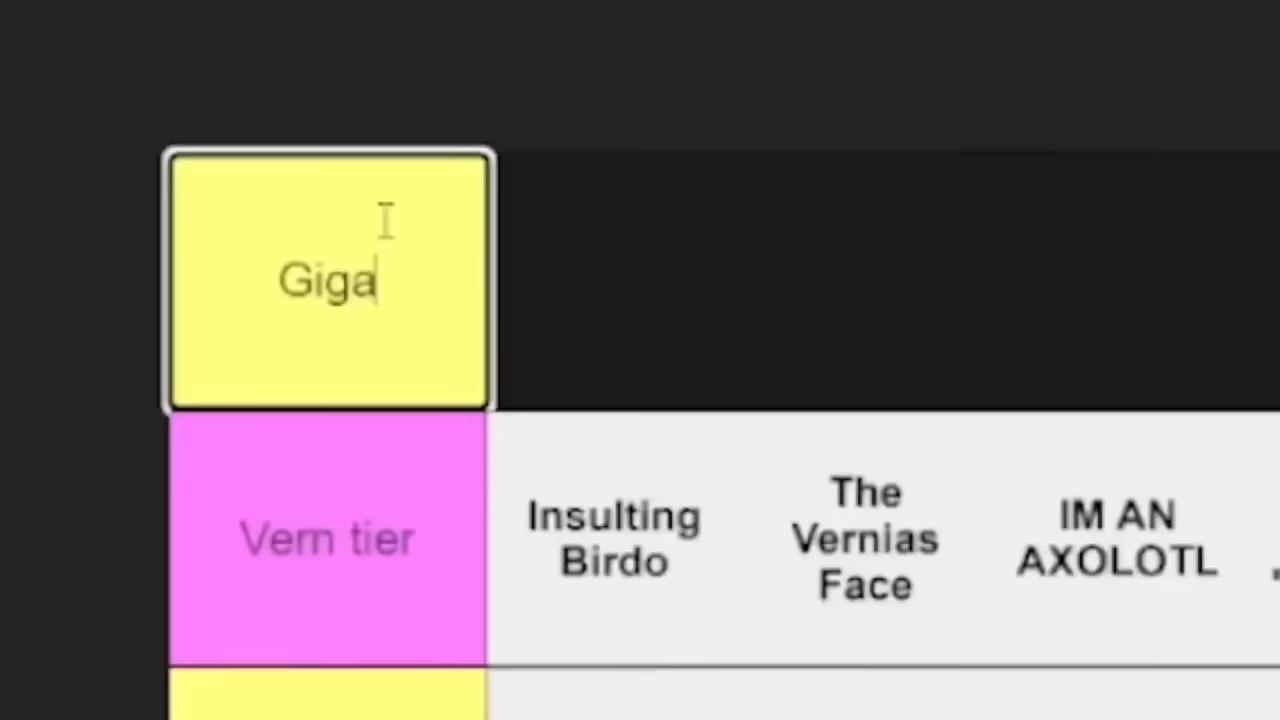 Giga
Vern tier
Insulting
Birdo
The
Vernias
Face
IM AN
AXOLOTL